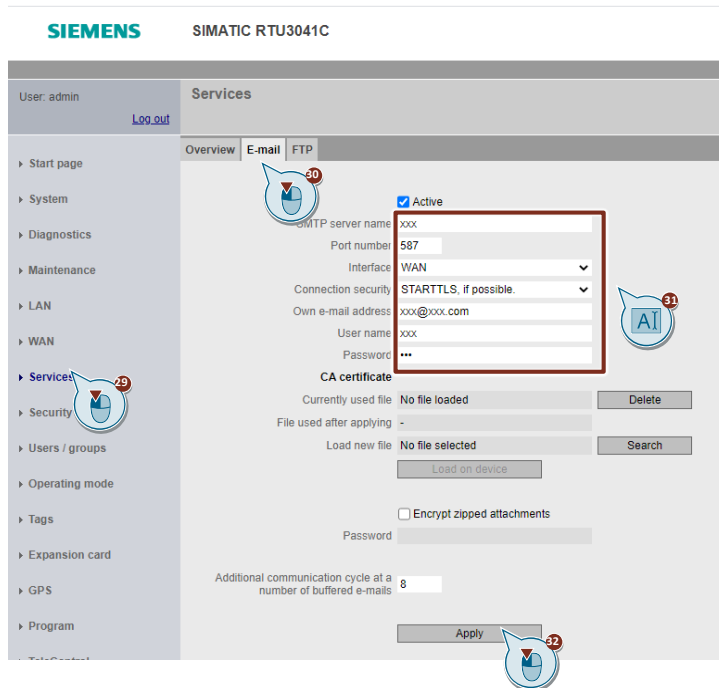 SIEMENS SIMATIC RTU3041C
User: admin
Log out
Services
Overview E-mail FTP
30
Start page
System
Diagnostics
Maintenance
LAN
WAN
Services
29
Security
Users / groups
Operating mode
Tags
Expansion card
GPS
Program
Active
SMTP server name xxx
Port number 587
Interface WAN
Connection security STARTTLS, if possible.
Own e-mail address xxx@xxx.com
User name xxx
Password •••
31
AI
CA certificate
Currently used file No file loaded Delete
File used after applying -
Load new file No file selected Search
Load on device
Encrypt zipped attachments
Password
Additional communication cycle at a
number of buffered e-mails 8
Apply
32